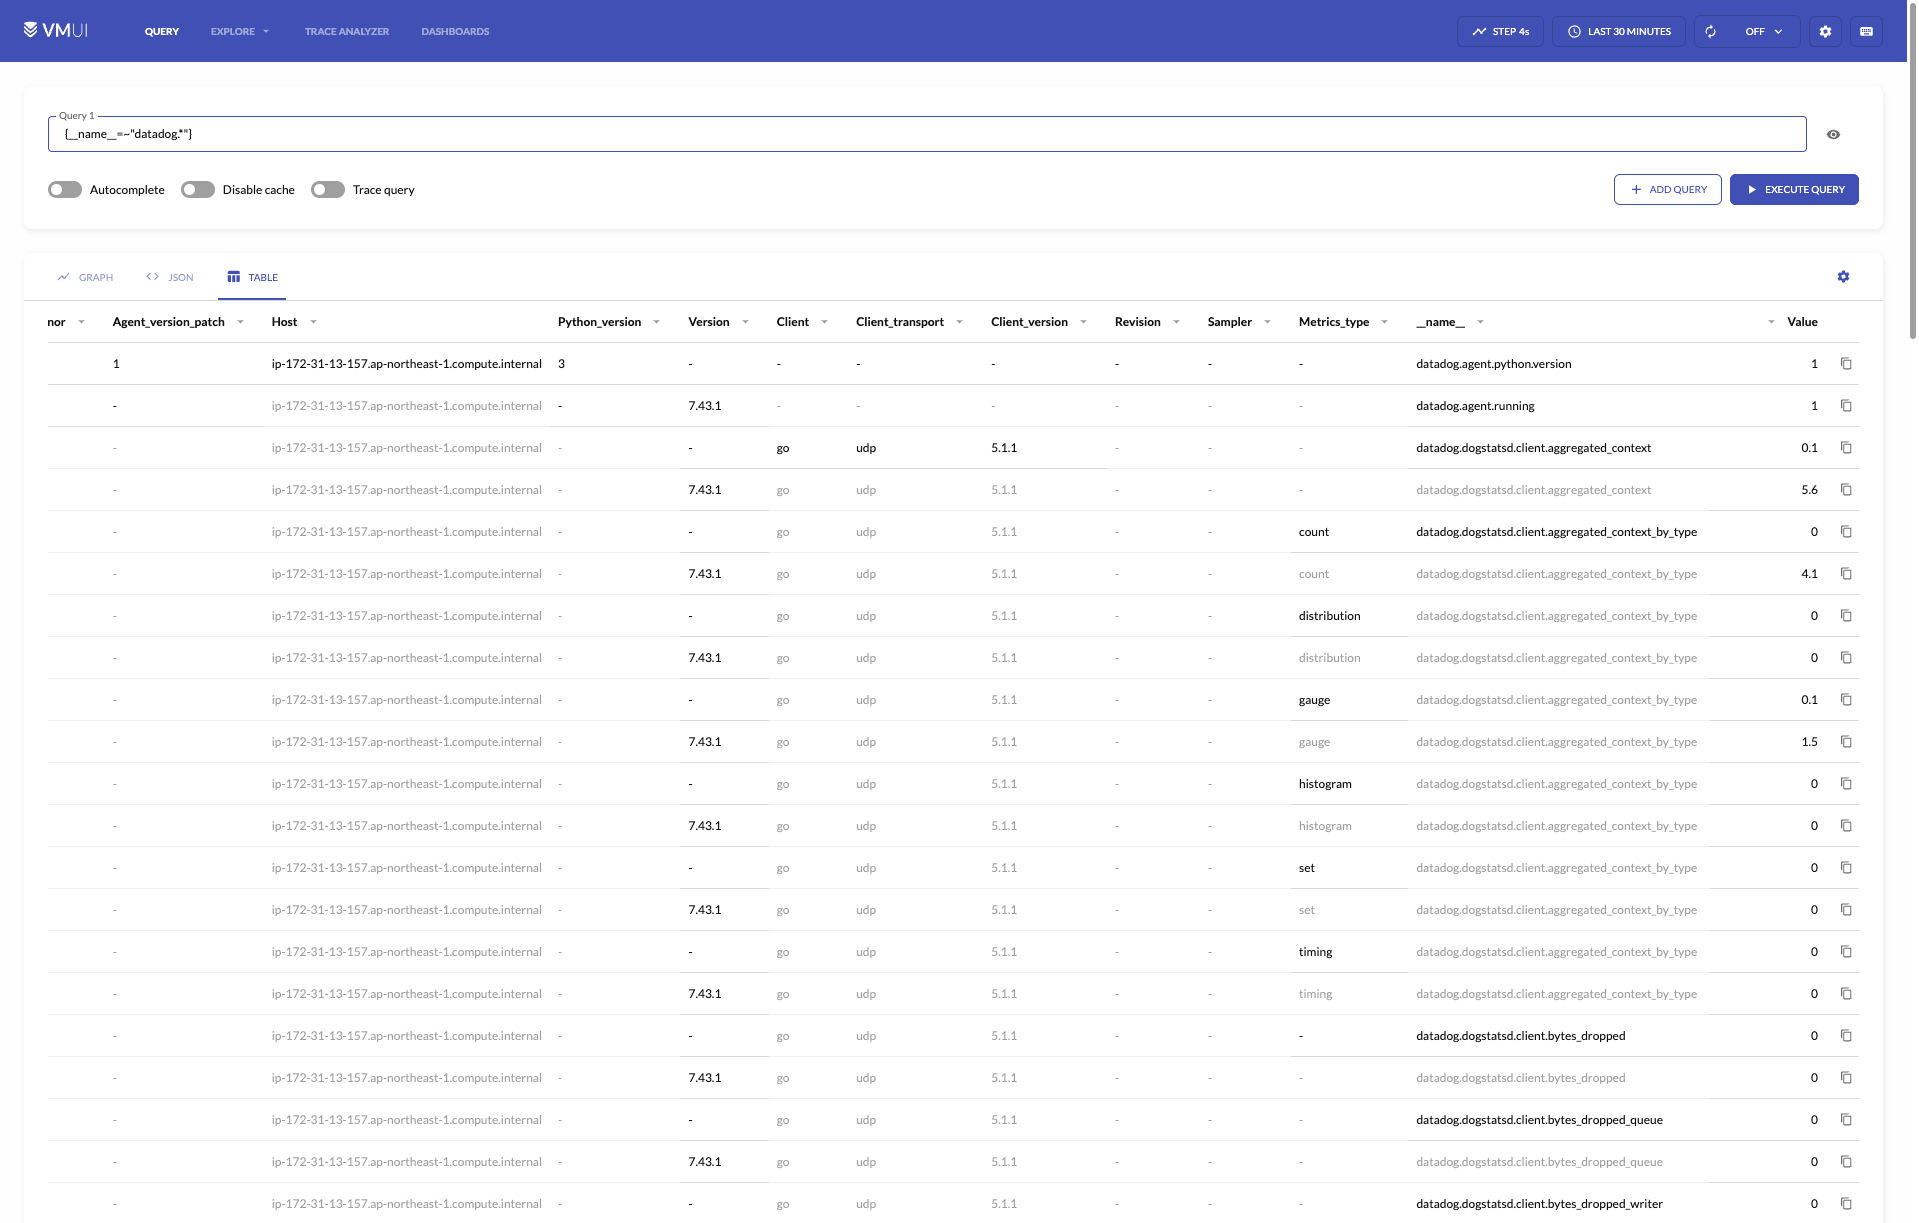 VMUI QUERY EXPLORE TRACE ANALYZER DASHBOARDS STEP 4s LAST 30 MINUTES OFF
Query 1
{__name__=~"datadog.*"}
Autocomplete Disable cache Trace query ADD QUERY EXECUTE QUERY
GRAPH JSON TABLE
nor Agent_version_patch Host Python_version Version Client Client_transport Client_version Revision Sampler Metrics_type __name__ Value
1 ip-172-31-13-157.ap-northeast-1.compute.internal 3 - - - - - - - datadog.agent.python.version 1
- ip-172-31-13-157.ap-northeast-1.compute.internal - 7.43.1 - - - - - - datadog.agent.running 1
- ip-172-31-13-157.ap-northeast-1.compute.internal - - go udp 5.1.1 - - - datadog.dogstatsd.client.aggregated_context 0.1
- ip-172-31-13-157.ap-northeast-1.compute.internal - 7.43.1 go udp 5.1.1 - - - datadog.dogstatsd.client.aggregated_context 5.6
- ip-172-31-13-157.ap-northeast-1.compute.internal - - go udp 5.1.1 - - count datadog.dogstatsd.client.aggregated_context_by_type 0
- ip-172-31-13-157.ap-northeast-1.compute.internal - 7.43.1 go udp 5.1.1 - - count datadog.dogstatsd.client.aggregated_context_by_type 4.1
- ip-172-31-13-157.ap-northeast-1.compute.internal - - go udp 5.1.1 - - distribution datadog.dogstatsd.client.aggregated_context_by_type 0
- ip-172-31-13-157.ap-northeast-1.compute.internal - 7.43.1 go udp 5.1.1 - - distribution datadog.dogstatsd.client.aggregated_context_by_type 0
- ip-172-31-13-157.ap-northeast-1.compute.internal - - go udp 5.1.1 - - gauge datadog.dogstatsd.client.aggregated_context_by_type 0.1
- ip-172-31-13-157.ap-northeast-1.compute.internal - 7.43.1 go udp 5.1.1 - - gauge datadog.dogstatsd.client.aggregated_context_by_type 1.5
- ip-172-31-13-157.ap-northeast-1.compute.internal - - go udp 5.1.1 - - histogram datadog.dogstatsd.client.aggregated_context_by_type 0
- ip-172-31-13-157.ap-northeast-1.compute.internal - 7.43.1 go udp 5.1.1 - - histogram datadog.dogstatsd.client.aggregated_context_by_type 0
- ip-172-31-13-157.ap-northeast-1.compute.internal - - go udp 5.1.1 - - set datadog.dogstatsd.client.aggregated_context_by_type 0
- ip-172-31-13-157.ap-northeast-1.compute.internal - 7.43.1 go udp 5.1.1 - - set datadog.dogstatsd.client.aggregated_context_by_type 0
- ip-172-31-13-157.ap-northeast-1.compute.internal - - go udp 5.1.1 - - timing datadog.dogstatsd.client.aggregated_context_by_type 0
- ip-172-31-13-157.ap-northeast-1.compute.internal - 7.43.1 go udp 5.1.1 - - timing datadog.dogstatsd.client.aggregated_context_by_type 0
- ip-172-31-13-157.ap-northeast-1.compute.internal - - go udp 5.1.1 - - - datadog.dogstatsd.client.bytes_dropped 0
- ip-172-31-13-157.ap-northeast-1.compute.internal - 7.43.1 go udp 5.1.1 - - - datadog.dogstatsd.client.bytes_dropped 0
- ip-172-31-13-157.ap-northeast-1.compute.internal - - go udp 5.1.1 - - - datadog.dogstatsd.client.bytes_dropped_queue 0
- ip-172-31-13-157.ap-northeast-1.compute.internal - 7.43.1 go udp 5.1.1 - - - datadog.dogstatsd.client.bytes_dropped_queue 0
- ip-172-31-13-157.ap-northeast-1.compute.internal - - go udp 5.1.1 - - - datadog.dogstatsd.client.bytes_dropped_writer 0